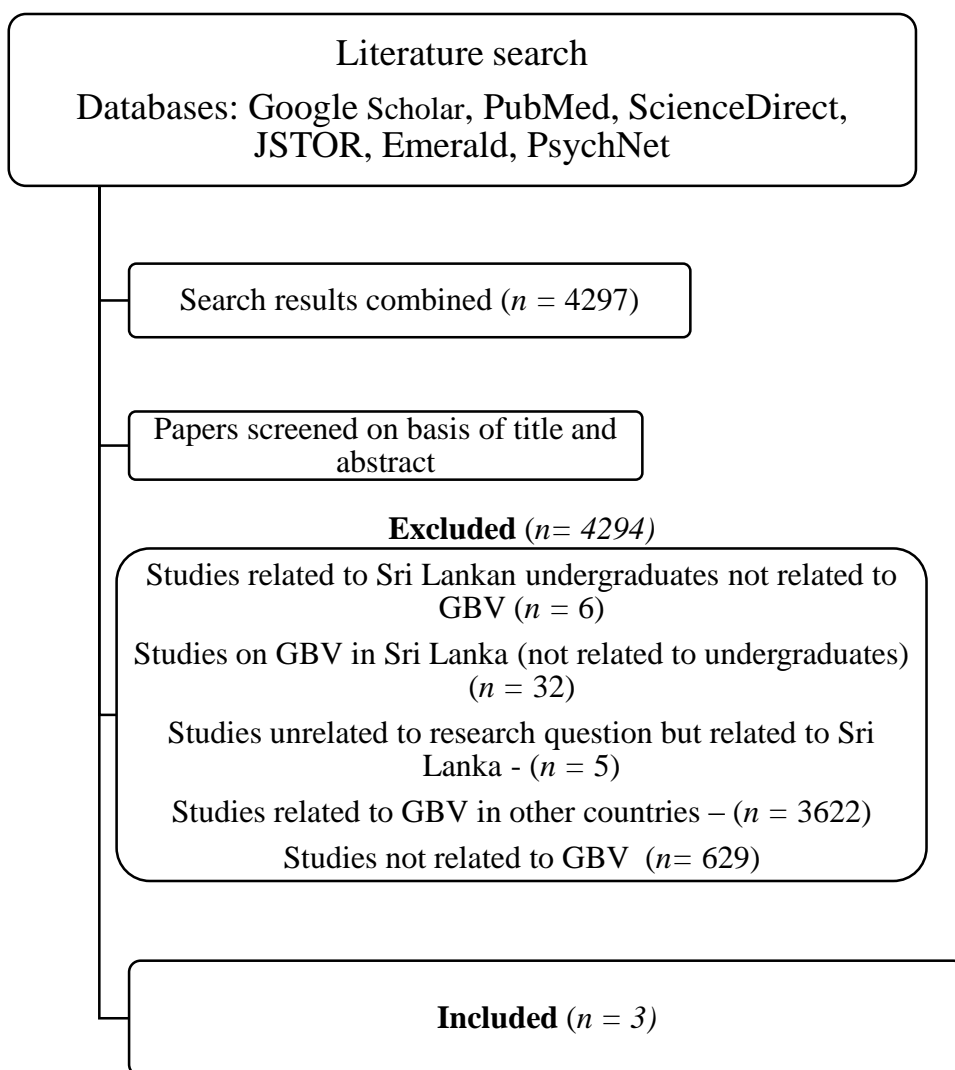 Literature search
Databases: Google Scholar, PubMed, ScienceDirect,
JSTOR, Emerald, PsychNet
Search results combined (n = 4297)
Papers screened on basis of title and
abstract
Excluded (n= 4294)
Studies related to Sri Lankan undergraduates not related to
GBV (n = 6)
Studies on GBV in Sri Lanka (not related to undergraduates)
(n = 32)
Studies unrelated to research question but related to Sri
Lanka - (n = 5)
Studies related to GBV in other countries – (n = 3622)
Studies not related to GBV (n= 629)
Included (n = 3)